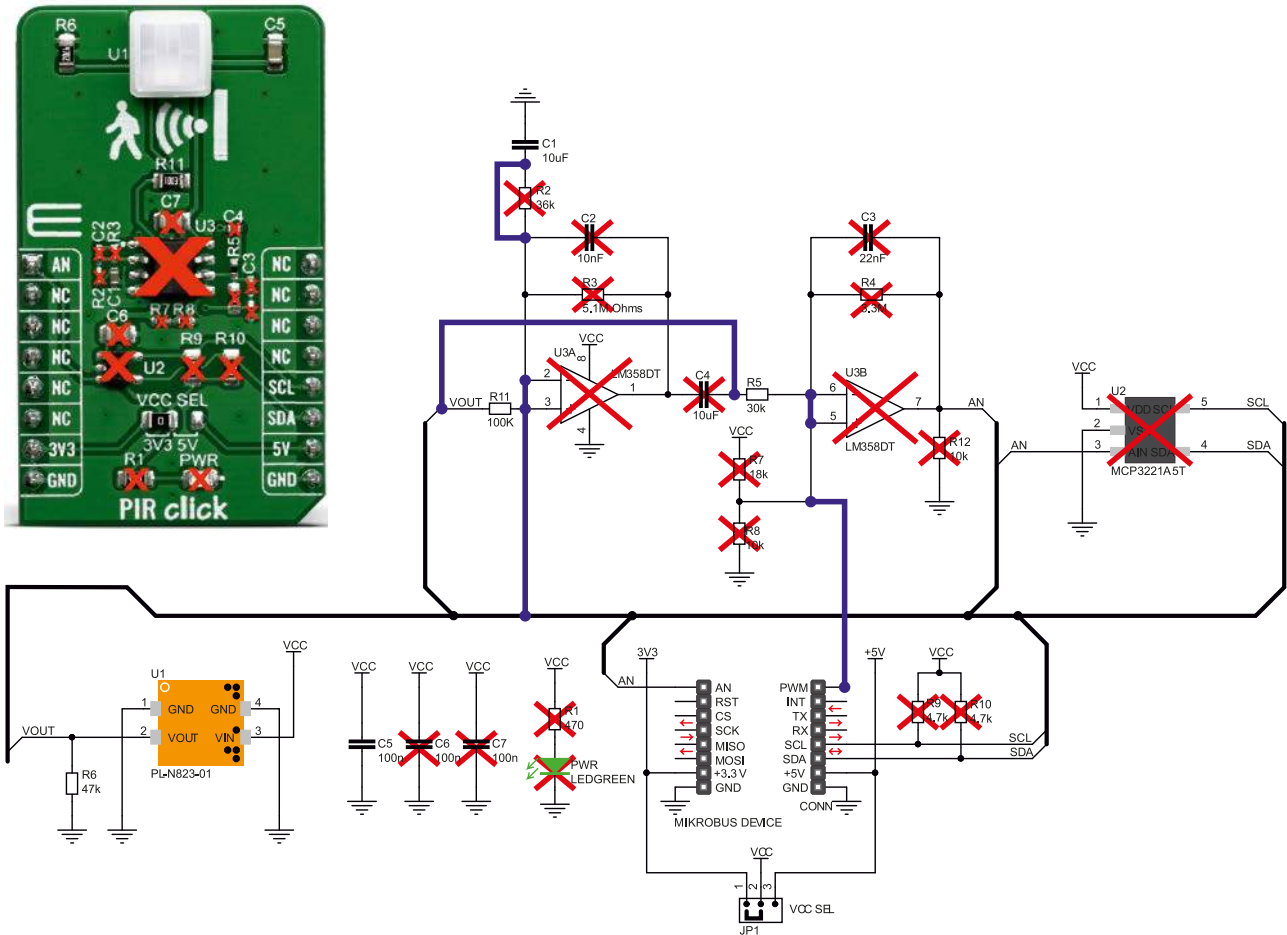 R6
C5
U1
R11
C7
U3
C4
C2
R3
R5
C3
R2
C1
AN
NC
NC
NC
NC
NC
3V3
GND
NC
NC
NC
NC
SCL
SDA
5V
GND
R7 R8
C6
R9 R10
U2
VCC SEL
0
3V3 5V
R1 PWR
PIR click
C1
10uF
R2
36k
C2
10nF
R3
5.1M Ohms
C3
22nF
R4
3.3M
VCC
U3A
8
LM358DT
2
3
1
4
VOUT
R11
100K
C4
10uF
R5
30k
U3B
6
5
7
LM358DT
AN
VCC
R7
18k
R8
10k
R12
10k
VCC
U2
1
2
3
5
4
VDD SCL
VS
AIN SDA
MCP3221A5T
AN
SCL
SDA
U1
VCC
1
GND
GND
4
VOUT
2
VOUT
VIN
3
PL-N823-01
R6
47k
VCC
VCC
VCC
VCC
C5
100n
C6
100n
C7
100n
R1
470
PWR
LEDGREEN
3V3
+5V
AN
AN
RST
CS
SCK
MISO
MOSI
+3.3V
GND
PWM
INT
TX
RX
SCL
SDA
+5V
GND
CONN
MIKROBUS DEVICE
VCC
R9
4.7k
R10
4.7k
SCL
SDA
VCC
1
2
3
VCC SEL
JP1